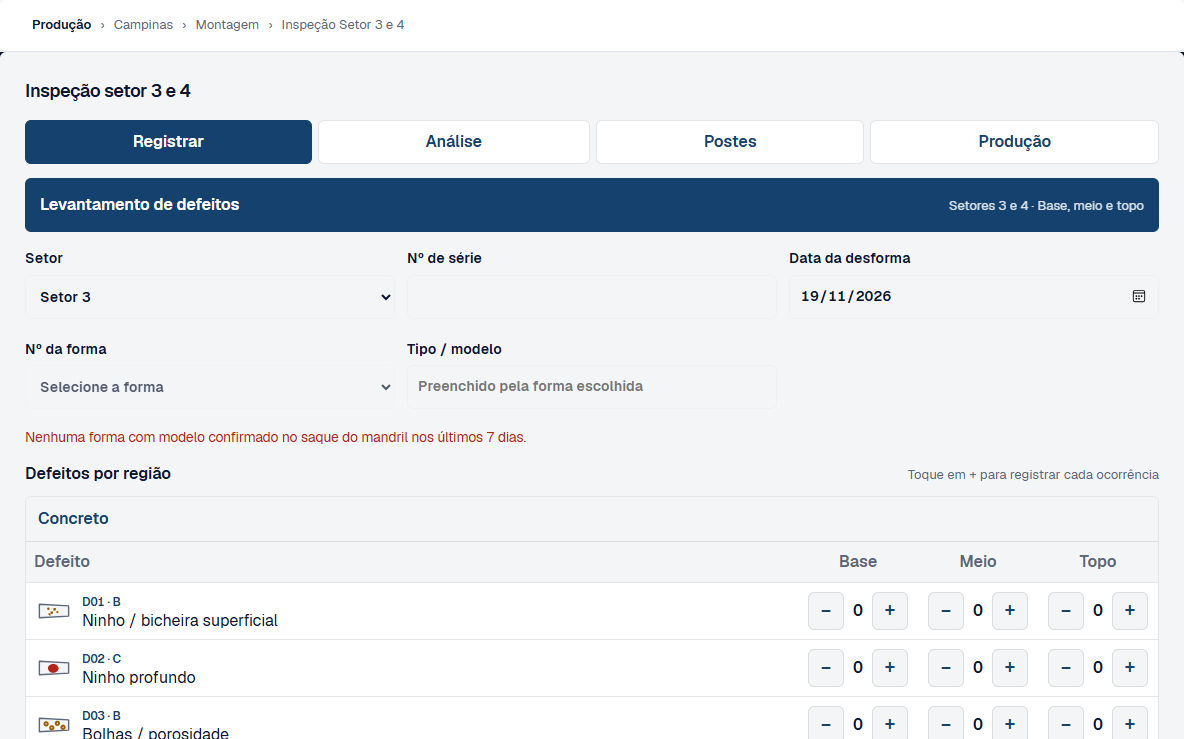 Produção › Campinas › Montagem › Inspeção Setor 3 e 4
Inspeção setor 3 e 4
Registrar Análise Postes Produção
Levantamento de defeitos Setores 3 e 4 · Base, meio e topo
Setor Nº de série Data da desforma
Setor 3 19/11/2026
Nº da forma Tipo / modelo
Selecione a forma Preenchido pela forma escolhida
Nenhuma forma com modelo confirmado no saque do mandril nos últimos 7 dias.
Defeitos por região Toque em + para registrar cada ocorrência
Concreto
Defeito Base Meio Topo
D01 · B
Ninho / bicheira superficial − 0 + − 0 + − 0 +
D02 · C
Ninho profundo − 0 + − 0 + − 0 +
D03 · B
Bolhas / porosidade − 0 + − 0 + − 0 +